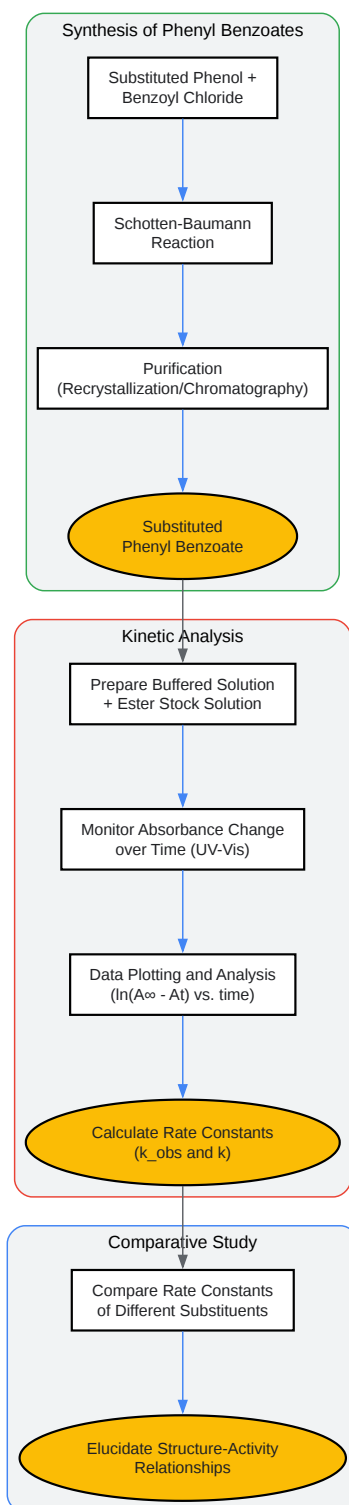 Synthesis of Phenyl Benzoates
Substituted Phenol +
Benzoyl Chloride
Schotten-Baumann
Reaction
Purification
(Recrystallization/Chromatography)
Substituted
Phenyl Benzoate
Kinetic Analysis
Prepare Buffered Solution
+ Ester Stock Solution
Monitor Absorbance Change
over Time (UV-Vis)
Data Plotting and Analysis
(ln(A∞ - At) vs. time)
Calculate Rate Constants
(k_obs and k)
Comparative Study
Compare Rate Constants
of Different Substituents
Elucidate Structure-Activity
Relationships